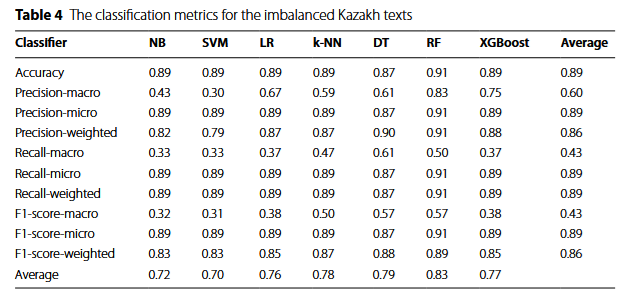 Table 4 The classification metrics for the imbalanced Kazakh texts
Classifier NB SVM LR k-NN DT RF XGBoost Average
Accuracy 0.89 0.89 0.89 0.89 0.87 0.91 0.89 0.89
Precision-macro 0.43 0.30 0.67 0.59 0.61 0.83 0.75 0.60
Precision-micro 0.89 0.89 0.89 0.89 0.87 0.91 0.89 0.89
Precision-weighted 0.82 0.79 0.87 0.87 0.90 0.91 0.88 0.86
Recall-macro 0.33 0.33 0.37 0.47 0.61 0.50 0.37 0.43
Recall-micro 0.89 0.89 0.89 0.89 0.87 0.91 0.89 0.89
Recall-weighted 0.89 0.89 0.89 0.89 0.87 0.91 0.89 0.89
F1-score-macro 0.32 0.31 0.38 0.50 0.57 0.57 0.38 0.43
F1-score-micro 0.89 0.89 0.89 0.89 0.87 0.91 0.89 0.89
F1-score-weighted 0.83 0.83 0.85 0.87 0.88 0.89 0.85 0.86
Average 0.72 0.70 0.76 0.78 0.79 0.83 0.77